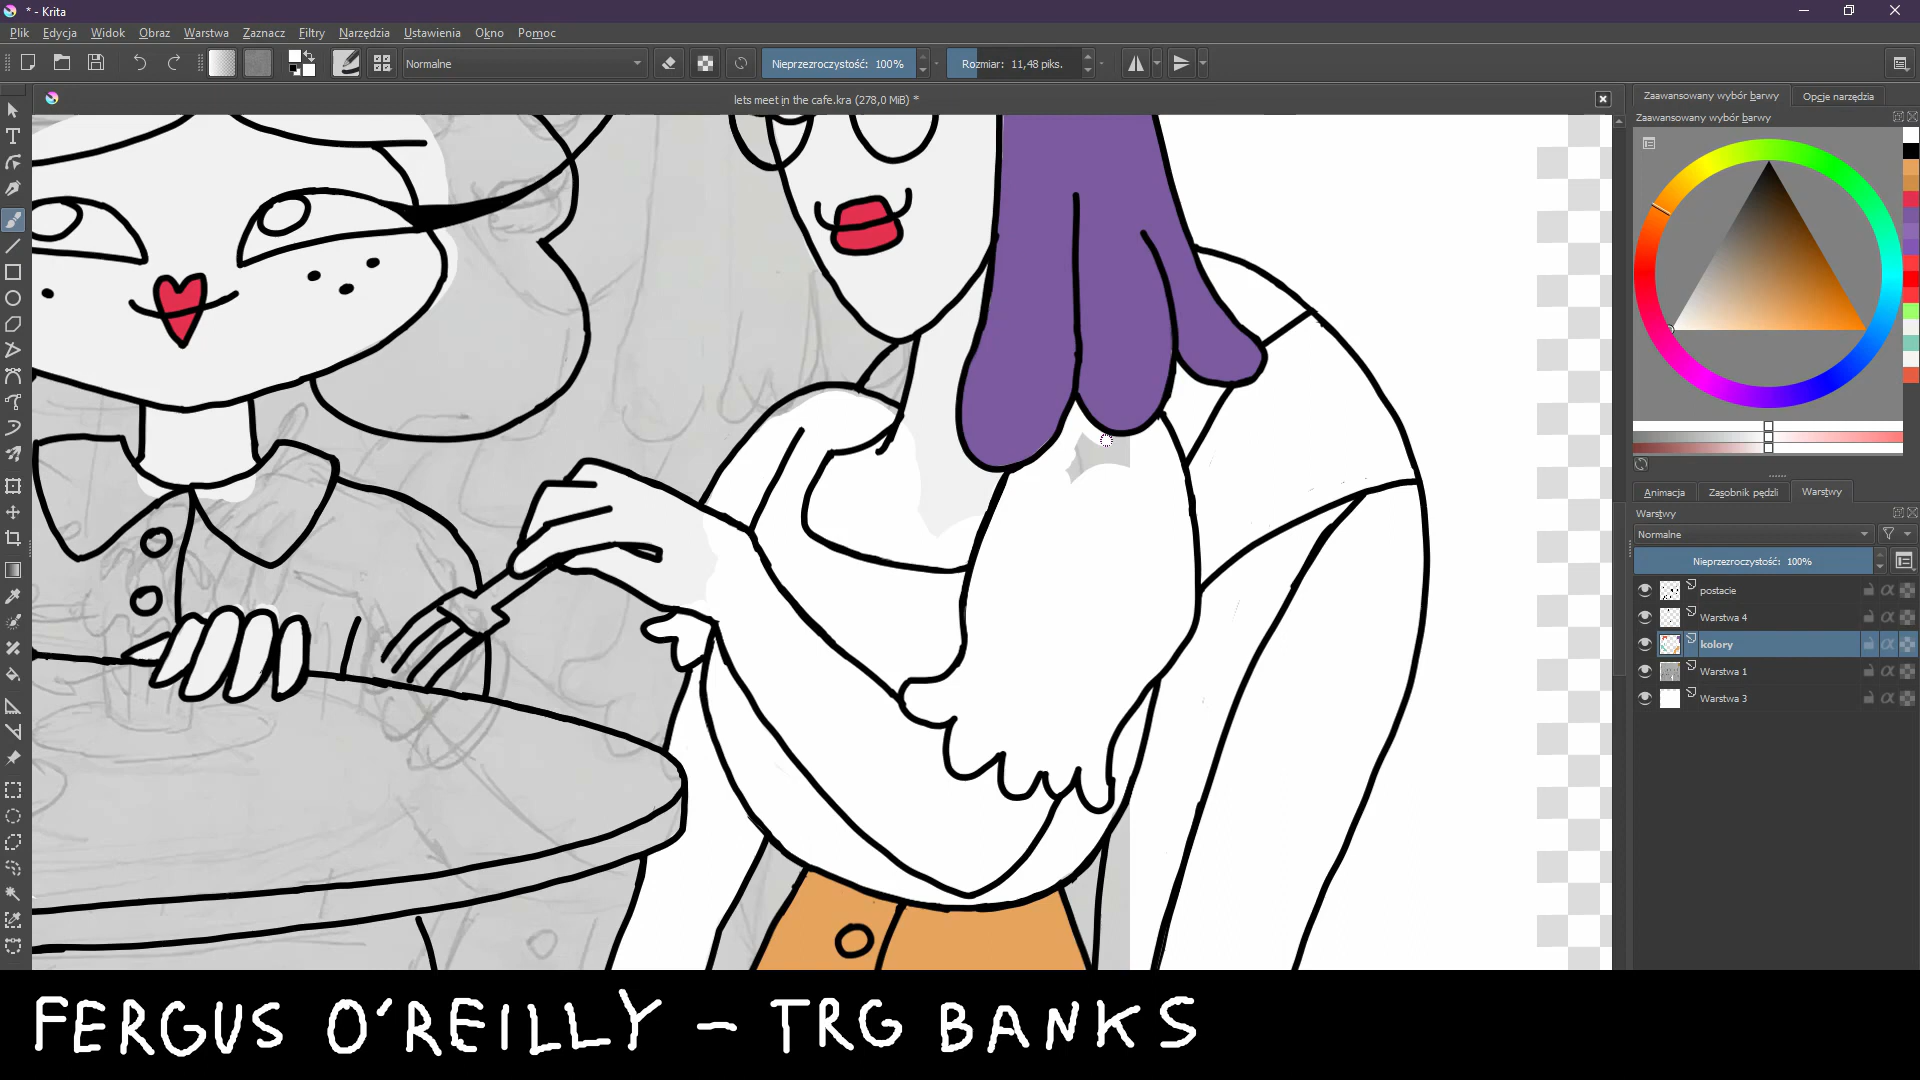 * - Krita
Plik Edycja Widok Obraz Warstwa Zaznacz Filtry Narzędzia Ustawienia Okno Pomoc
Normalne Nieprzezroczystość: 100% Rozmiar: 11,48 piks.
lets meet in the cafe.kra (278,0 MiB) *
Zaawansowany wybór barwy Opcje narzędzia
Zaawansowany wybór barwy
Animacja Zasobnik pędzli Warstwy
Warstwy
Normalne
Nieprzezroczystość: 100%
postacie
Warstwa 4
kolory
Warstwa 1
Warstwa 3
FERGUS O'REILLY – TRG BANKS